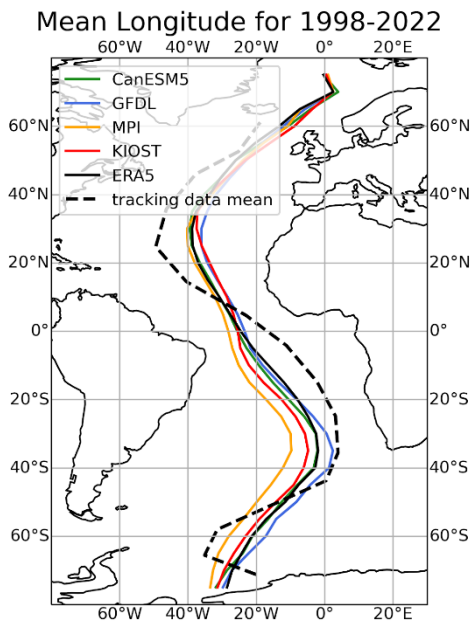 Mean Longitude for 1998-2022
60°W 40°W 20°W 0°E 20°E
CanESM5
GFDL
MPI
KIOST
ERA5
tracking data mean
60°N 60°N
40°N 40°N
20°N 20°N
0° 0°
20°S 20°S
40°S 40°S
60°S 60°S
60°W 40°W 20°W 0°E 20°E